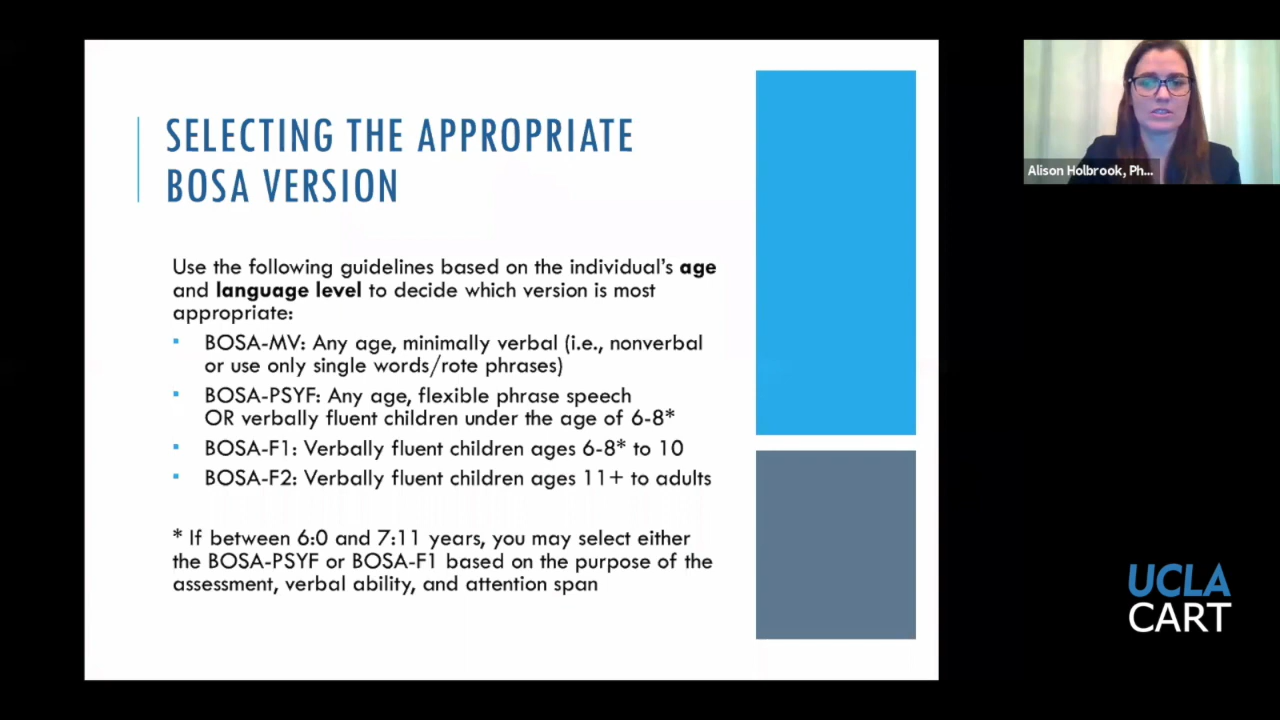 SELECTING THE APPROPRIATE
BOSA VERSION
Use the following guidelines based on the individual's age
and language level to decide which version is most
appropriate:
▪ BOSA-MV: Any age, minimally verbal (i.e., nonverbal
or use only single words/rote phrases)
▪ BOSA-PSYF: Any age, flexible phrase speech
OR verbally fluent children under the age of 6-8*
▪ BOSA-F1: Verbally fluent children ages 6-8* to 10
▪ BOSA-F2: Verbally fluent children ages 11+ to adults
* If between 6:0 and 7:11 years, you may select either
the BOSA-PSYF or BOSA-F1 based on the purpose of the
assessment, verbal ability, and attention span
Alison Holbrook, Ph...
UCLA
CART